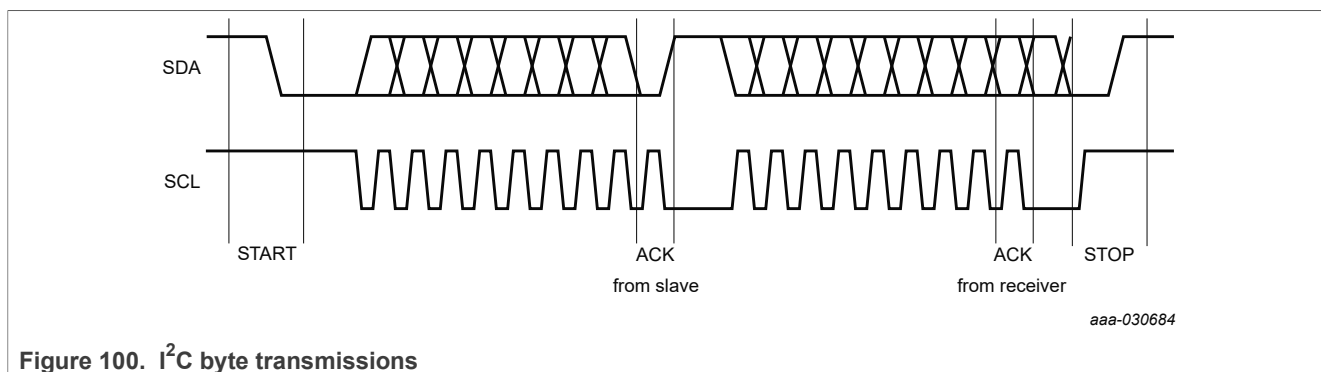 SDA
SCL
START
ACK
from slave
ACK
from receiver
STOP
aaa-030684
Figure 100. I²C byte transmissions